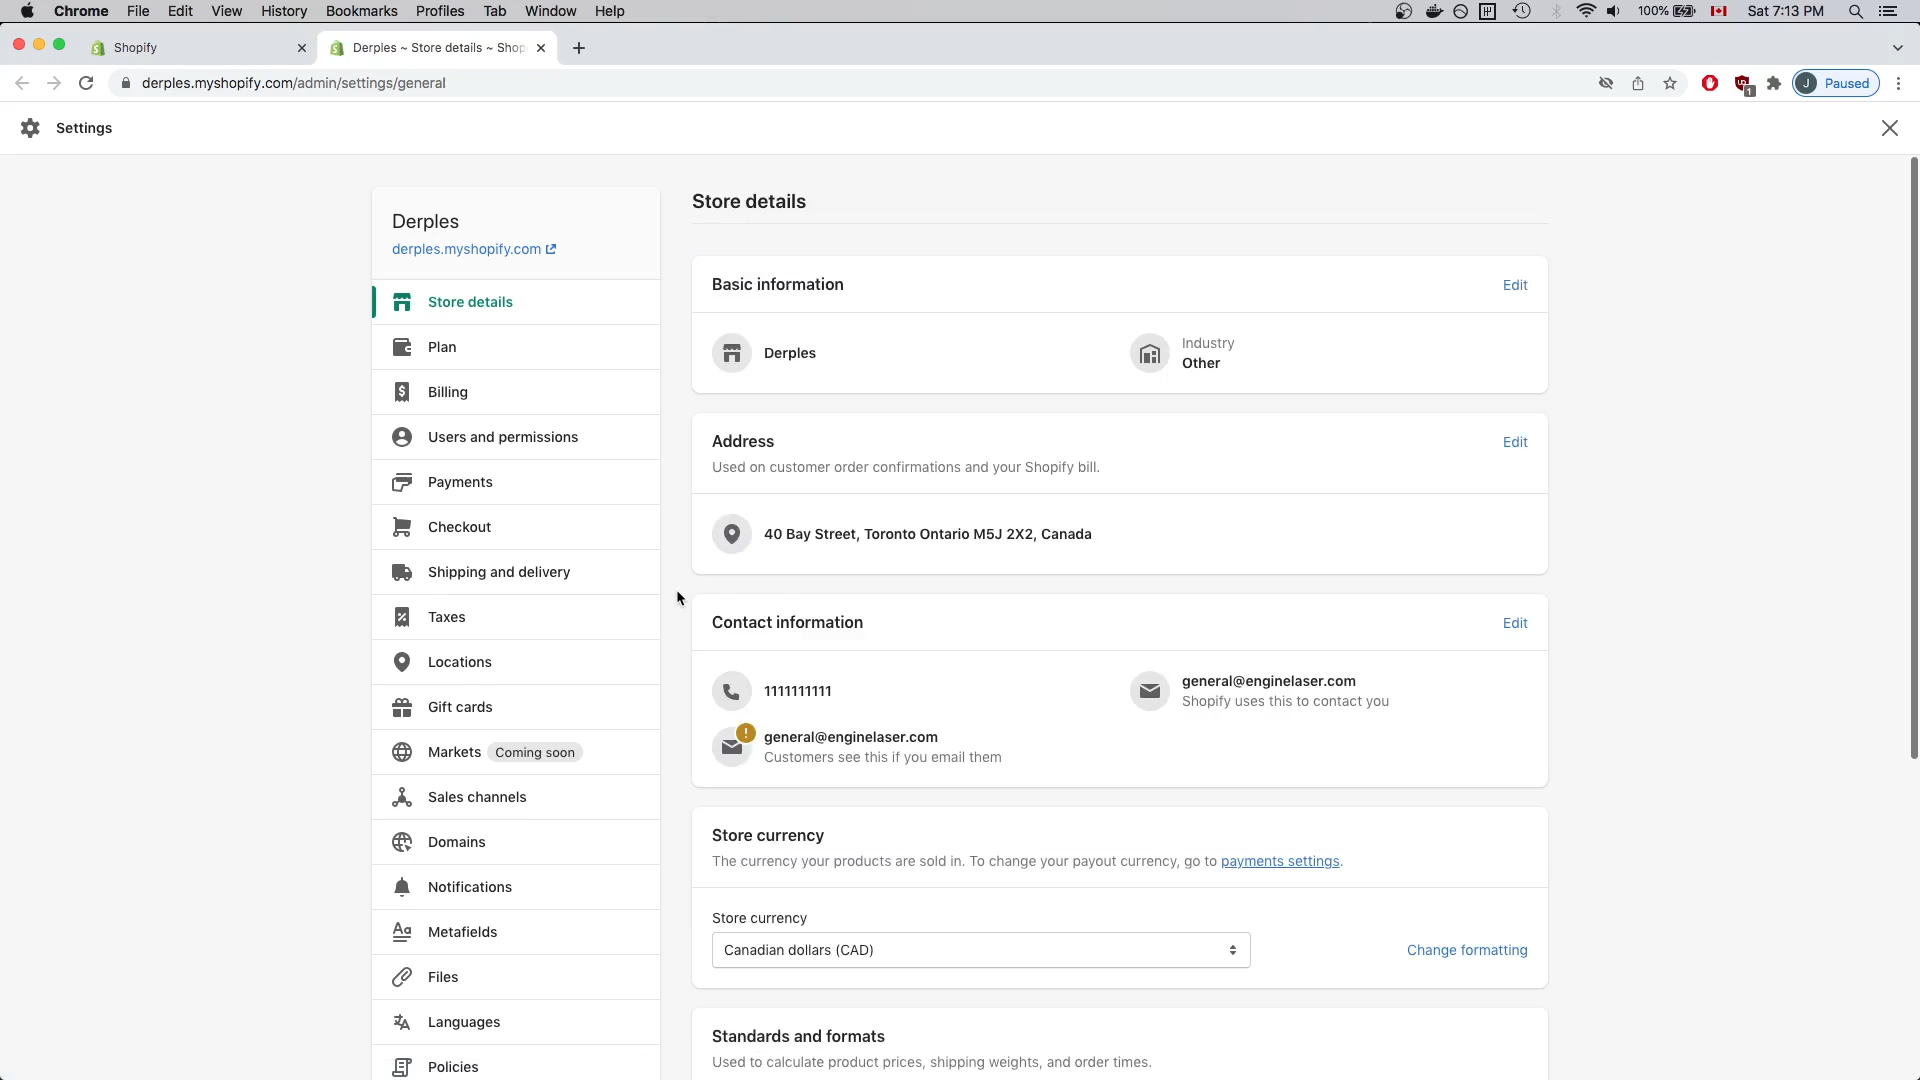 Chrome File Edit View History Bookmarks Profiles Tab Window Help 100% Sat 7:13 PM
Shopify
Derples ~ Store details ~ Shop
derples.myshopify.com/admin/settings/general
1
J Paused
Settings
Derples
derples.myshopify.com
Store details
Plan
Billing
Users and permissions
Payments
Checkout
Shipping and delivery
Taxes
Locations
Gift cards
Markets Coming soon
Sales channels
Domains
Notifications
Metafields
Files
Languages
Policies
Store details
Basic information Edit
Derples
Industry
Other
Address Edit
Used on customer order confirmations and your Shopify bill.
40 Bay Street, Toronto Ontario M5J 2X2, Canada
Contact information Edit
1111111111
general@enginelaser.com
Shopify uses this to contact you
general@enginelaser.com
Customers see this if you email them
Store currency
The currency your products are sold in. To change your payout currency, go to payments settings.
Store currency
Canadian dollars (CAD) Change formatting
Standards and formats
Used to calculate product prices, shipping weights, and order times.